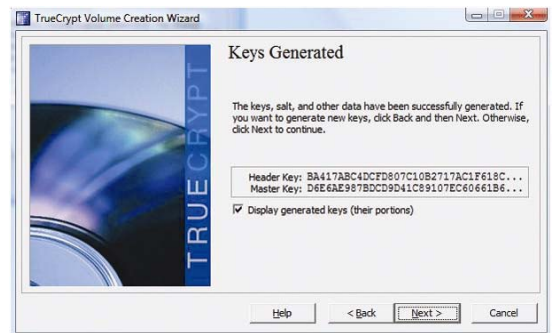 TrueCrypt Volume Creation Wizard
Keys Generated
TRUECRYPT
The keys, salt, and other data have been successfully generated. If
you want to generate new keys, click Back and then Next. Otherwise,
click Next to continue.
Header Key: BA417ABC4DCFD807C10B2717AC1F618C...
Master Key: D6E6AE987BDCD9D41C89107EC60661B6...
Display generated keys (their portions)
Help < Back Next > Cancel